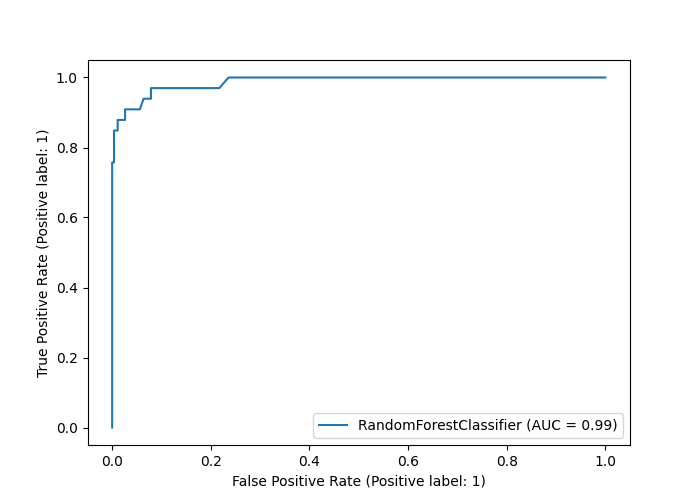 1.0
0.8
0.6
0.4
0.2
0.0
True Positive Rate (Positive label: 1)
RandomForestClassifier (AUC = 0.99)
0.0 0.2 0.4 0.6 0.8 1.0
False Positive Rate (Positive label: 1)